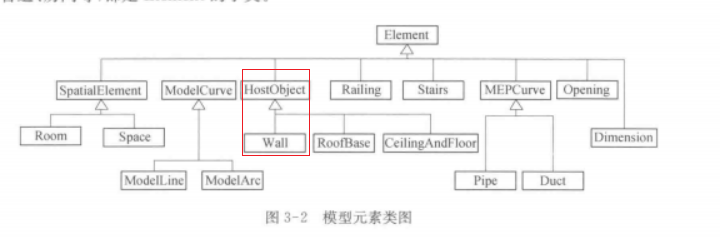 Element
SpatialElement ModelCurve HostObject Railing Stairs MEPCurve Opening
Room Space Wall RoofBase CeilingAndFloor Dimension
ModelLine ModelArc Pipe Duct
图 3-2 模型元素类图